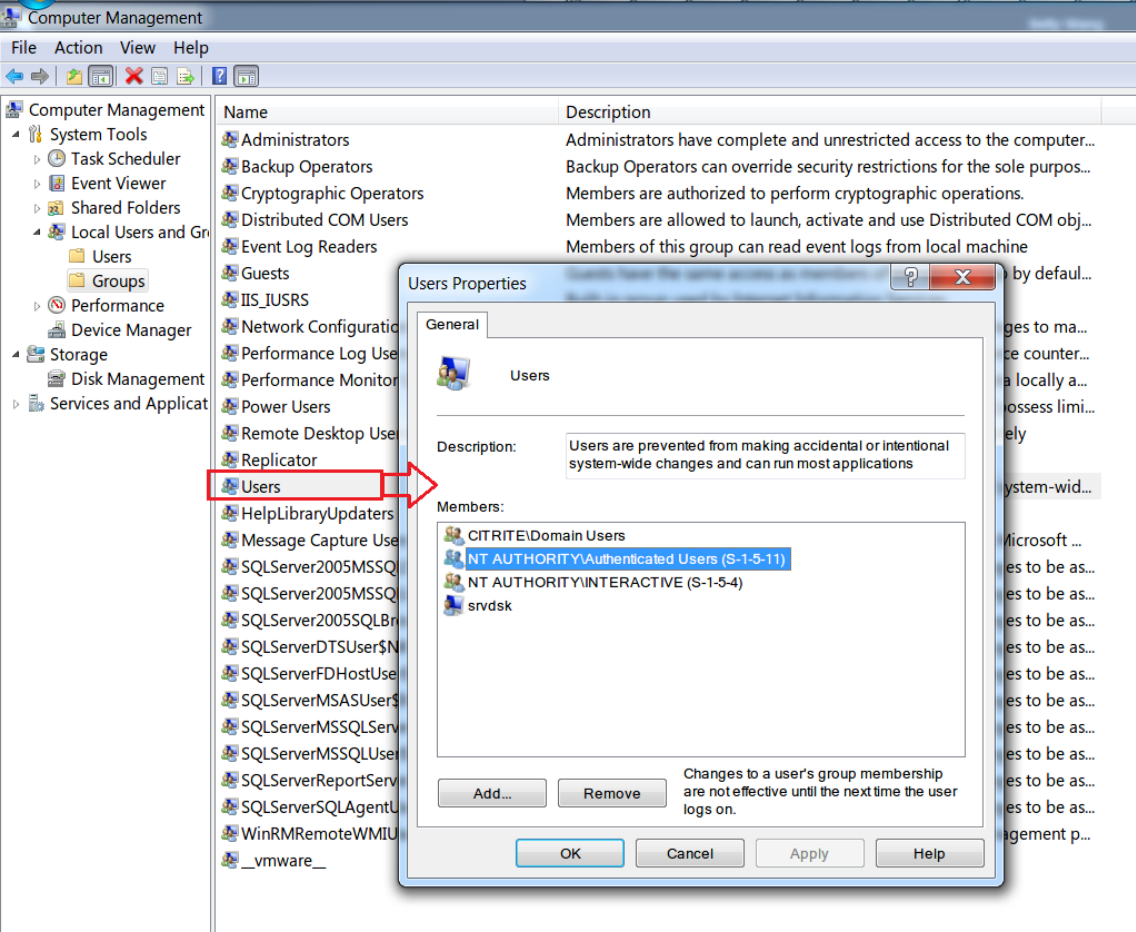 Computer Management
File Action View Help
Computer Management
System Tools
Task Scheduler
Event Viewer
Shared Folders
Local Users and Gr
Users
Groups
Performance
Device Manager
Storage
Disk Management
Services and Applicat
Name Description
Administrators Administrators have complete and unrestricted access to the computer...
Backup Operators Backup Operators can override security restrictions for the sole purpos...
Cryptographic Operators Members are authorized to perform cryptographic operations.
Distributed COM Users Members are allowed to launch, activate and use Distributed COM obj...
Event Log Readers Members of this group can read event logs from local machine
Guests Guests have the same access as members of by defaul...
IIS_IUSRS
Network Configuratio ges to ma...
Performance Log Use ce counter...
Performance Monitor a locally a...
Power Users possess limi...
Remote Desktop User ely
Replicator
Users ystem-wid...
HelpLibraryUpdaters
Message Capture Use Microsoft ...
SQLServer2005MSSQ es to be as...
SQLServer2005MSSQ es to be as...
SQLServer2005SQLBr es to be as...
SQLServerDTSUser$N es to be as...
SQLServerFDHostUse es to be as...
SQLServerMSASUser$ es to be as...
SQLServerMSSQLServ es to be as...
SQLServerMSSQLUser es to be as...
SQLServerReportServ es to be as...
SQLServerSQLAgentU es to be as...
WinRMRemoteWMIU agement p...
__vmware__
Users Properties
General
Users
Description: Users are prevented from making accidental or intentional
system-wide changes and can run most applications
Members:
CITRITE\Domain Users
NT AUTHORITY\Authenticated Users (S-1-5-11)
NT AUTHORITY\INTERACTIVE (S-1-5-4)
srvdsk
Add... Remove
Changes to a user's group membership
are not effective until the next time the user
logs on.
OK Cancel Apply Help